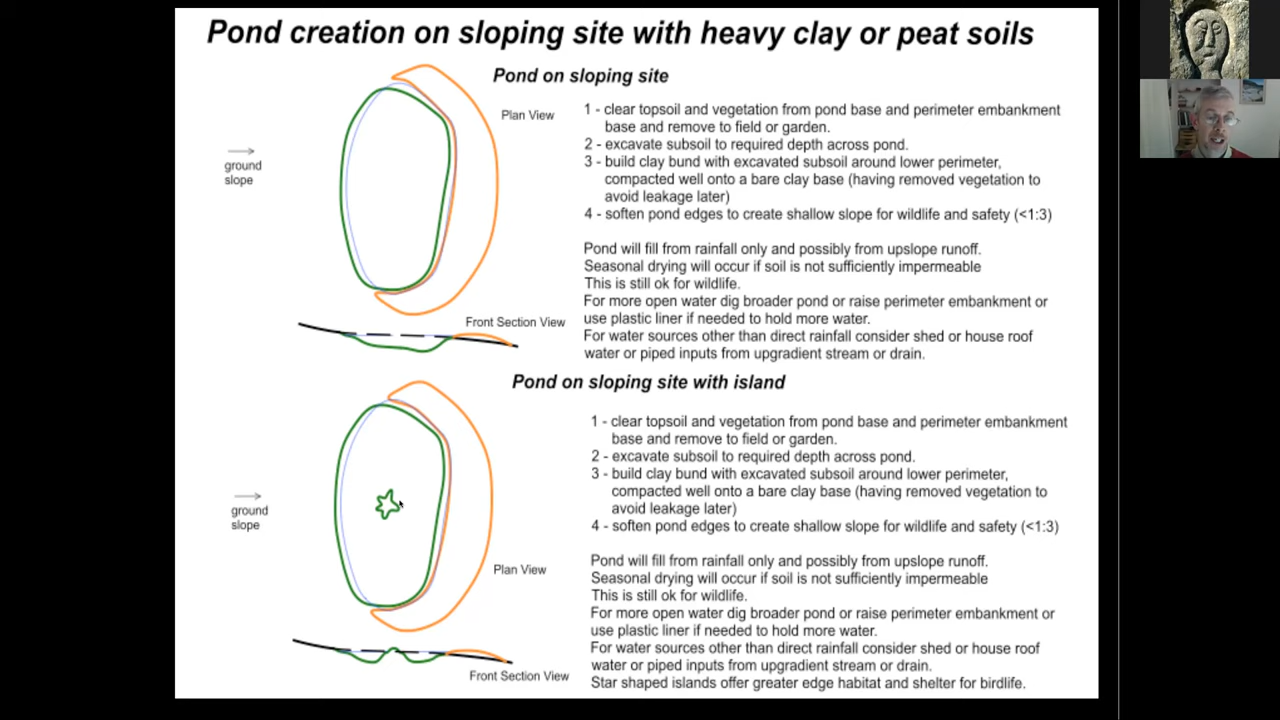 Pond creation on sloping site with heavy clay or peat soils
Pond on sloping site
Plan View
ground
slope
1 - clear topsoil and vegetation from pond base and perimeter embankment
base and remove to field or garden.
2 - excavate subsoil to required depth across pond.
3 - build clay bund with excavated subsoil around lower perimeter,
compacted well onto a bare clay base (having removed vegetation to
avoid leakage later)
4 - soften pond edges to create shallow slope for wildlife and safety (<1:3)
Pond will fill from rainfall only and possibly from upslope runoff.
Seasonal drying will occur if soil is not sufficiently impermeable
This is still ok for wildlife.
For more open water dig broader pond or raise perimeter embankment or
use plastic liner if needed to hold more water.
For water sources other than direct rainfall consider shed or house roof
water or piped inputs from upgradient stream or drain.
Front Section View
Pond on sloping site with island
ground
slope
1 - clear topsoil and vegetation from pond base and perimeter embankment
base and remove to field or garden.
2 - excavate subsoil to required depth across pond.
3 - build clay bund with excavated subsoil around lower perimeter,
compacted well onto a bare clay base (having removed vegetation to
avoid leakage later)
4 - soften pond edges to create shallow slope for wildlife and safety (<1:3)
Plan View
Pond will fill from rainfall only and possibly from upslope runoff.
Seasonal drying will occur if soil is not sufficiently impermeable
This is still ok for wildlife.
For more open water dig broader pond or raise perimeter embankment or
use plastic liner if needed to hold more water.
For water sources other than direct rainfall consider shed or house roof
water or piped inputs from upgradient stream or drain.
Star shaped islands offer greater edge habitat and shelter for birdlife.
Front Section View